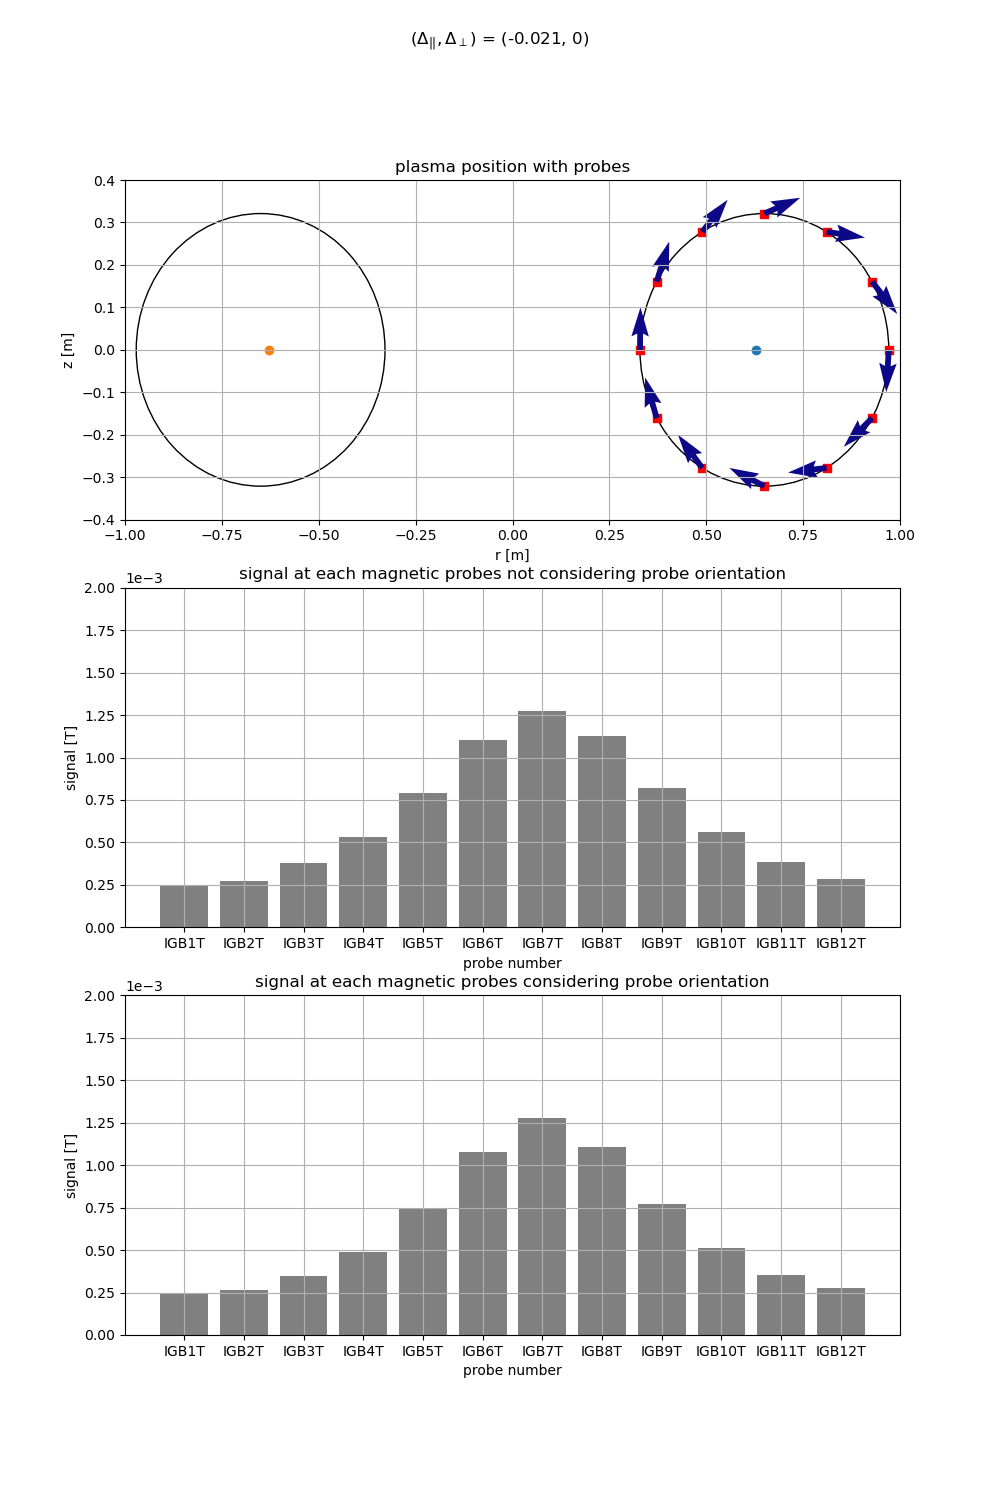 (Δ∥, Δ⊥) = (-0.021, 0)
plasma position with probes
0.4
0.3
0.2
0.1
0.0
−0.1
−0.2
−0.3
−0.4
z [m]
−1.00 −0.75 −0.50 −0.25 0.00 0.25 0.50 0.75 1.00
r [m]
signal at each magnetic probes not considering probe orientation
1e−3
2.00
1.75
1.50
1.25
1.00
0.75
0.50
0.25
0.00
signal [T]
IGB1T IGB2T IGB3T IGB4T IGB5T IGB6T IGB7T IGB8T IGB9T IGB10T IGB11T IGB12T
probe number
signal at each magnetic probes considering probe orientation
1e−3
2.00
1.75
1.50
1.25
1.00
0.75
0.50
0.25
0.00
signal [T]
IGB1T IGB2T IGB3T IGB4T IGB5T IGB6T IGB7T IGB8T IGB9T IGB10T IGB11T IGB12T
probe number